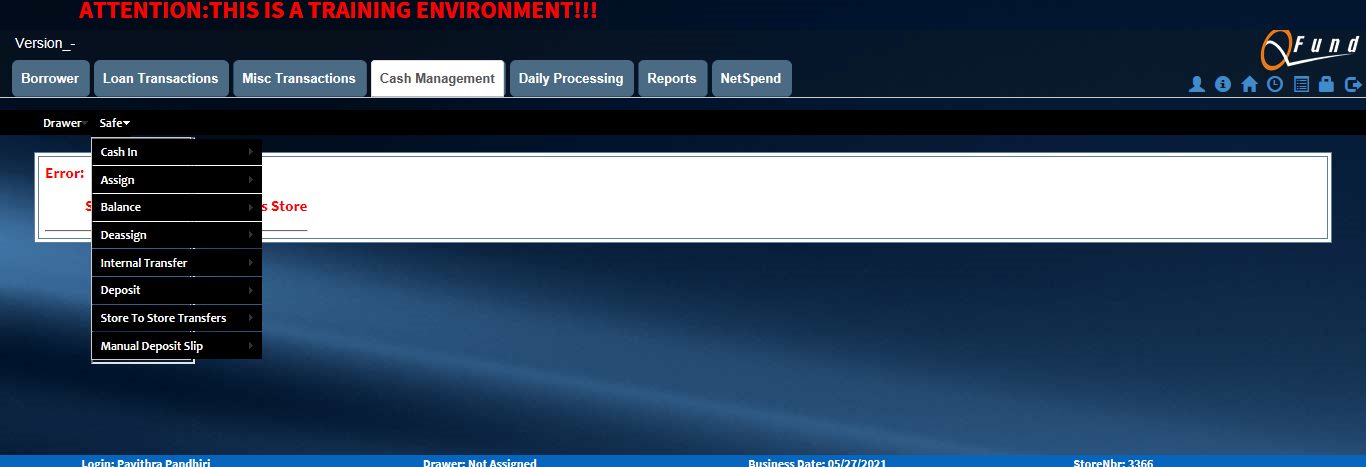 ATTENTION:THIS IS A TRAINING ENVIRONMENT!!!
Version_-
Fund
Borrower Loan Transactions Misc Transactions Cash Management Daily Processing Reports NetSpend
Drawer Safe
Cash In
Error:
Assign
Balance s Store
Deassign
Internal Transfer
Deposit
Store To Store Transfers
Manual Deposit Slip
Login: Pavithra Pandhiri Drawer: Not Assigned Business Date: 05/27/2021 StoreNbr: 3366